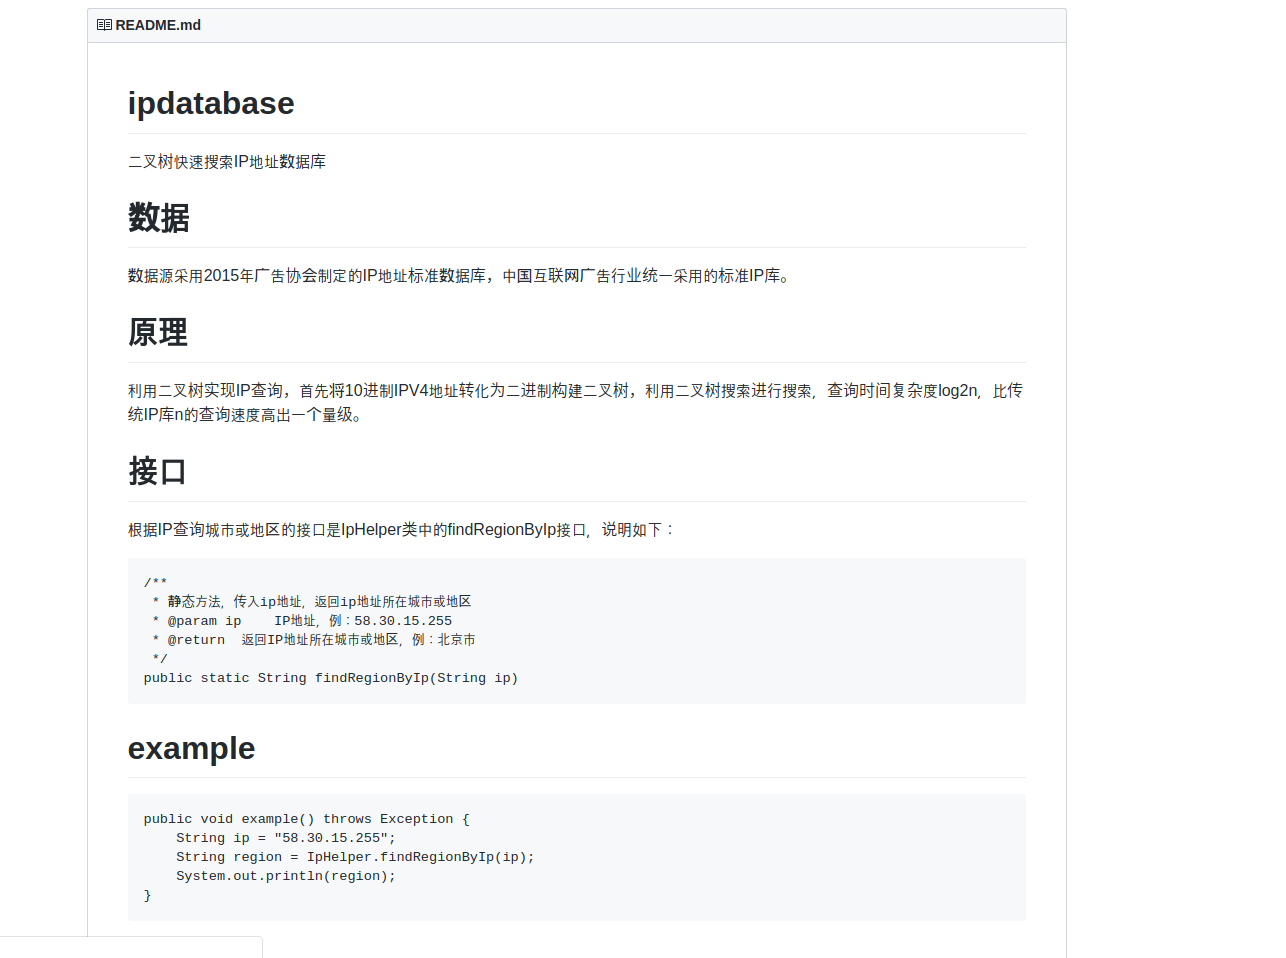 README.md
ipdatabase
二叉树快速搜索IP地址数据库
数据
数据源采用2015年广告协会制定的IP地址标准数据库，中国互联网广告行业统一采用的标准IP库。
原理
利用二叉树实现IP查询，首先将10进制IPV4地址转化为二进制构建二叉树，利用二叉树搜索进行搜索，查询时间复杂度log2n，比传
统IP库n的查询速度高出一个量级。
接口
根据IP查询城市或地区的接口是IpHelper类中的findRegionByIp接口，说明如下：
/**
 * 静态方法，传入ip地址，返回ip地址所在城市或地区
 * @param ip    IP地址，例：58.30.15.255
 * @return  返回IP地址所在城市或地区，例：北京市
 */
public static String findRegionByIp(String ip)
example
public void example() throws Exception {
    String ip = "58.30.15.255";
    String region = IpHelper.findRegionByIp(ip);
    System.out.println(region);
}